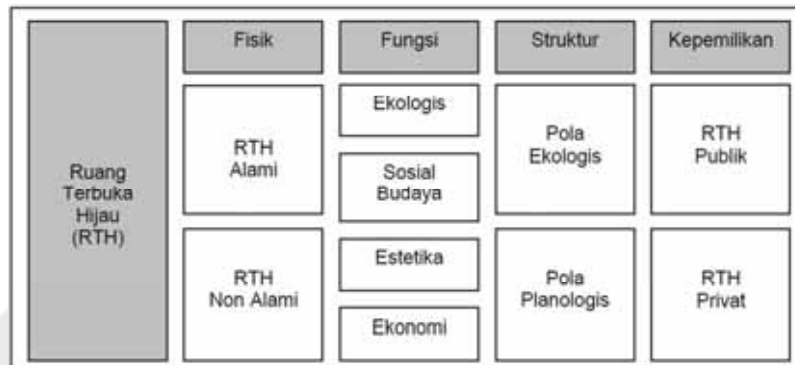 Ruang
Terbuka
Hijau
(RTH)
Fisik
RTH
Alami
RTH
Non Alami
Fungsi
Ekologis
Sosial
Budaya
Estetika
Ekonomi
Struktur
Pola
Ekologis
Pola
Planologis
Kepemilikan
RTH
Publik
RTH
Privat